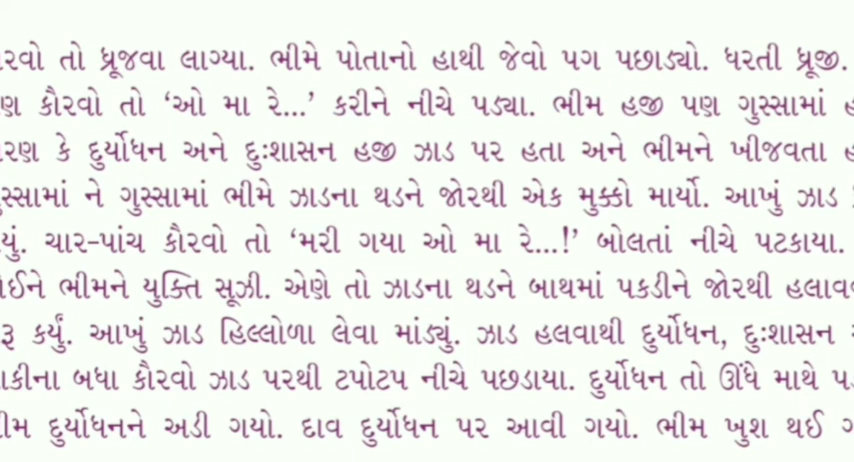 રવો તો ધ્રૂજવા લાગ્યા. ભીમે પોતાનો હાથી જેવો પગ પછાડ્યો. ધરતી ધ્રૂજી.
ણ કૌરવો તો ‘ઓ મા રે...’ કરીને નીચે પડ્યા. ભીમ હજી પણ ગુસ્સામાં
રણ કે દુર્યોધન અને દુઃશાસન હજી ઝાડ પર હતા અને ભીમને ખીજવતા
સ્સામાં ને ગુસ્સામાં ભીમે ઝાડના થડને જોરથી એક મુક્કો માર્યો. આખું ઝાડ
યું. ચાર-પાંચ કૌરવો તો ‘મરી ગયા ઓ મા રે...!’ બોલતાં નીચે પટકાયા.
ઈને ભીમને યુક્તિ સૂઝી. એણે તો ઝાડના થડને બાથમાં પકડીને જોરથી હલાવ
રૂ કર્યું. આખું ઝાડ હિલ્લોળા લેવા માંડ્યું. ઝાડ હલવાથી દુર્યોધન, દુઃશાસન
કીના બધા કૌરવો ઝાડ પરથી ટપોટપ નીચે પછડાયા. દુર્યોધન તો ઊંધે માથે પ
મ દુર્યોધનને અડી ગયો. દાવ દુર્યોધન પર આવી ગયો. ભીમ ખુશ થઈ